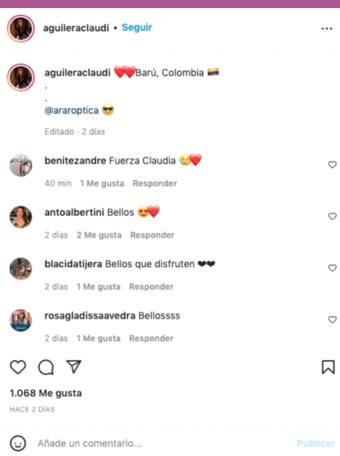 aguileraclaudi • Seguir
aguileraclaudi ❤️❤️Barú, Colombia 🇨🇴
.
.
@araroptica 😎
Editado · 2 días
benitezandre Fuerza Claudia 😢❤️
40 min 1 Me gusta Responder
antoalbertini Bellos 😍❤️
2 días 2 Me gusta Responder
blacidatijera Bellos que disfruten ❤❤
2 días 1 Me gusta Responder
rosagladissaavedra Bellossss
2 días 1 Me gusta Responder
1.068 Me gusta
HACE 2 DÍAS
Añade un comentario... Publicar